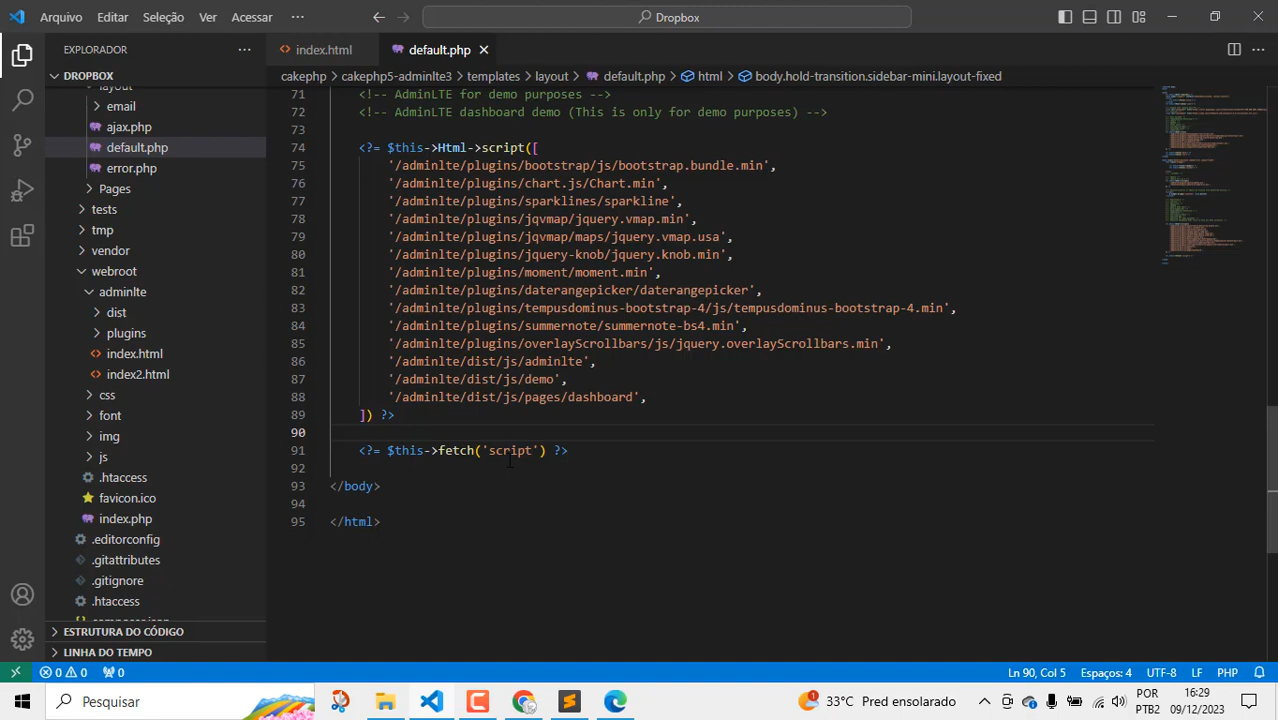 Arquivo Editar Seleção Ver Acessar ··· Dropbox
EXPLORADOR ··· index.html default.php
DROPBOX cakephp > cakephp5-adminlte3 > templates > layout > default.php > html > body.hold-transition.sidebar-mini.layout-fixed
layout
email
ajax.php
default.php
error.php
Pages
tests
tmp
vendor
webroot
adminlte
dist
plugins
index.html
index2.html
css
font
img
js
.htaccess
favicon.ico
index.php
.editorconfig
.gitattributes
.gitignore
.htaccess
ESTRUTURA DO CÓDIGO
LINHA DO TEMPO
71 <!-- AdminLTE for demo purposes -->
72 <!-- AdminLTE dashboard demo (This is only for demo purposes) -->
73
74 <?= $this->Html->script([
75 '/adminlte/plugins/bootstrap/js/bootstrap.bundle.min',
76 '/adminlte/plugins/chart.js/Chart.min',
77 '/adminlte/plugins/sparklines/sparkline',
78 '/adminlte/plugins/jqvmap/jquery.vmap.min',
79 '/adminlte/plugins/jqvmap/maps/jquery.vmap.usa',
80 '/adminlte/plugins/jquery-knob/jquery.knob.min',
81 '/adminlte/plugins/moment/moment.min',
82 '/adminlte/plugins/daterangepicker/daterangepicker',
83 '/adminlte/plugins/tempusdominus-bootstrap-4/js/tempusdominus-bootstrap-4.min',
84 '/adminlte/plugins/summernote/summernote-bs4.min',
85 '/adminlte/plugins/overlayScrollbars/js/jquery.overlayScrollbars.min',
86 '/adminlte/dist/js/adminlte',
87 '/adminlte/dist/js/demo',
88 '/adminlte/dist/js/pages/dashboard',
89 ]) ?>
90
91 <?= $this->fetch('script') ?>
92
93 </body>
94
95 </html>
0 0 0 Ln 90, Col 5 Espaços: 4 UTF-8 LF PHP
Pesquisar 1 33°C Pred ensolarado POR 16:29
PTB2 09/12/2023